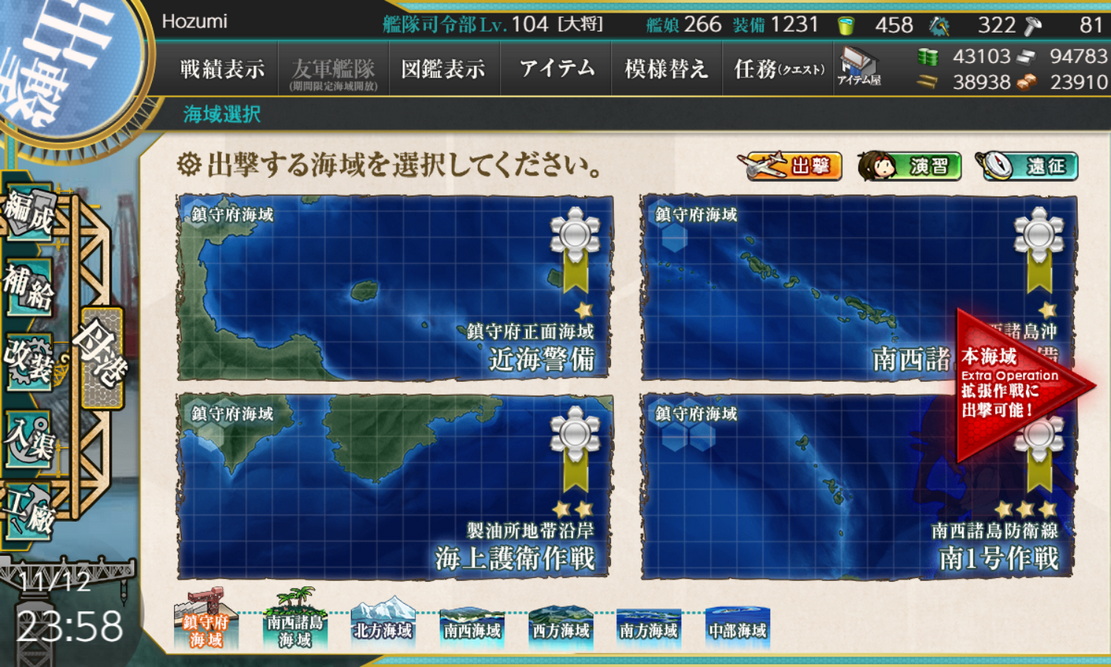 出撃
Hozumi
艦隊司令部Lv. 104 [大将]
艦娘 266 装備 1231
458
322
81
戦績表示
友軍艦隊
(期間限定海域開放)
図鑑表示
アイテム
模様替え
任務(クエスト)
アイテム屋
43103
94783
38938
23910
海域選択
出撃する海域を選択してください。
出撃
演習
遠征
編成
補給
改装
入渠
工廠
母港
鎮守府海域
鎮守府正面海域
近海警備
鎮守府海域
西諸島沖
南西諸
備
本海域
Extra Operation
拡張作戦に
出撃可能！
鎮守府海域
製油所地帯沿岸
海上護衛作戦
鎮守府海域
南西諸島防衛線
南1号作戦
11/12
23:58
鎮守府
海域
南西諸島
海域
北方海域
南西海域
西方海域
南方海域
中部海域